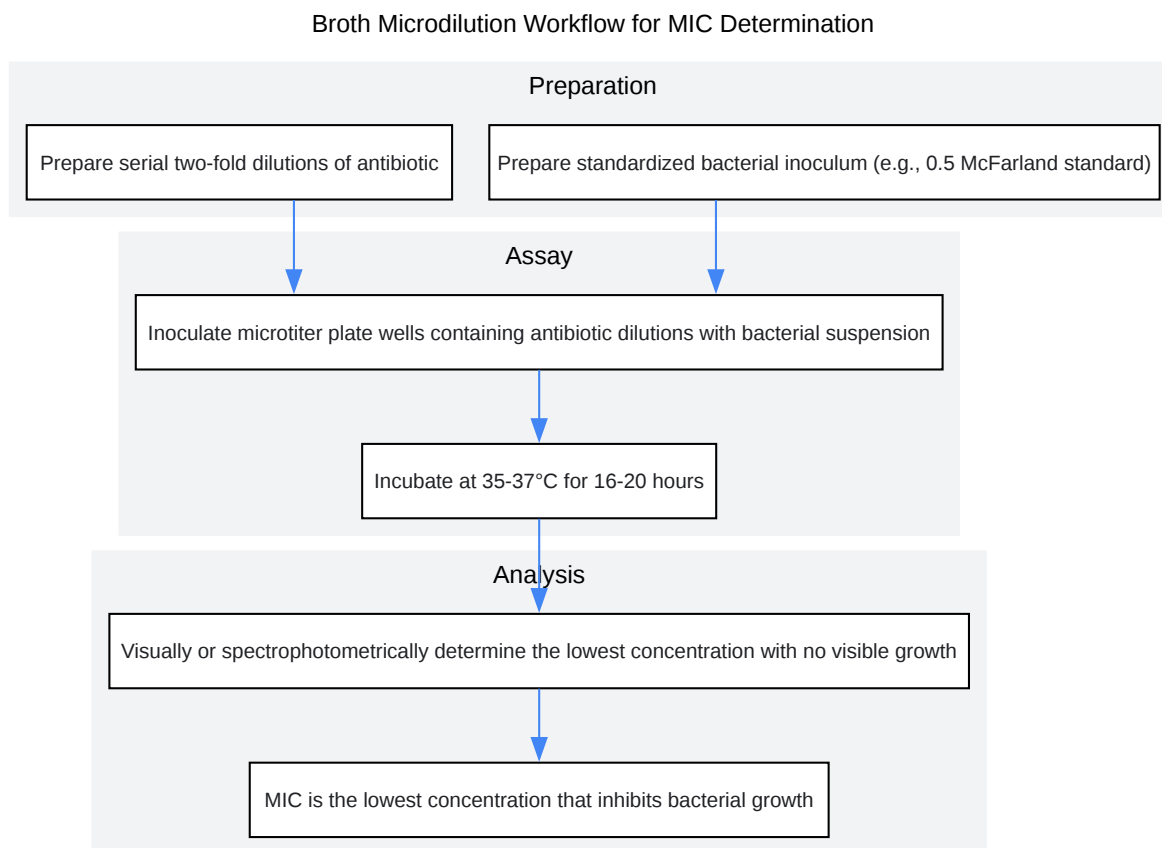 Broth Microdilution Workflow for MIC Determination
Preparation
Prepare serial two-fold dilutions of antibiotic
Prepare standardized bacterial inoculum (e.g., 0.5 McFarland standard)
Assay
Inoculate microtiter plate wells containing antibiotic dilutions with bacterial suspension
Incubate at 35-37°C for 16-20 hours
Analysis
Visually or spectrophotometrically determine the lowest concentration with no visible growth
MIC is the lowest concentration that inhibits bacterial growth